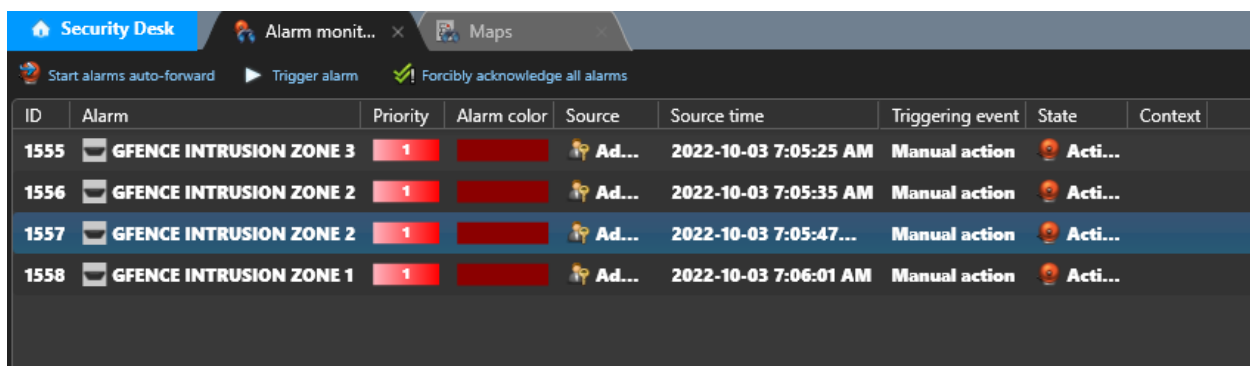 Security Desk Alarm monit... Maps
Start alarms auto-forward Trigger alarm Forcibly acknowledge all alarms
ID Alarm Priority Alarm color Source Source time Triggering event State Context
1555 GFENCE INTRUSION ZONE 3 1 Ad... 2022-10-03 7:05:25 AM Manual action Acti...
1556 GFENCE INTRUSION ZONE 2 1 Ad... 2022-10-03 7:05:35 AM Manual action Acti...
1557 GFENCE INTRUSION ZONE 2 1 Ad... 2022-10-03 7:05:47... Manual action Acti...
1558 GFENCE INTRUSION ZONE 1 1 Ad... 2022-10-03 7:06:01 AM Manual action Acti...